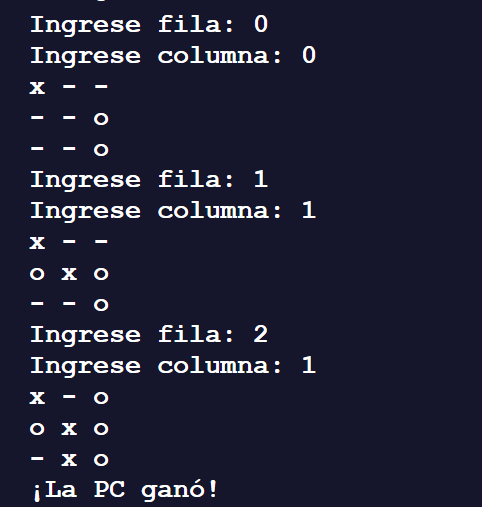 Ingrese fila: 0
Ingrese columna: 0
x - -
- - o
- - o
Ingrese fila: 1
Ingrese columna: 1
x - -
o x o
- - o
Ingrese fila: 2
Ingrese columna: 1
x - o
o x o
- x o
¡La PC ganó!